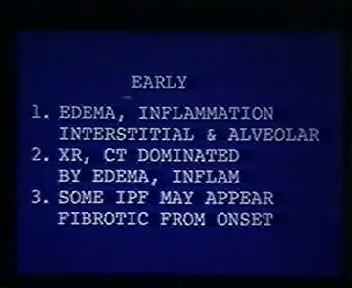 EARLY
1. EDEMA, INFLAMMATION
INTERSTITIAL & ALVEOLAR
2. XR, CT DOMINATED
BY EDEMA, INFLAM
3. SOME IPF MAY APPEAR
FIBROTIC FROM ONSET